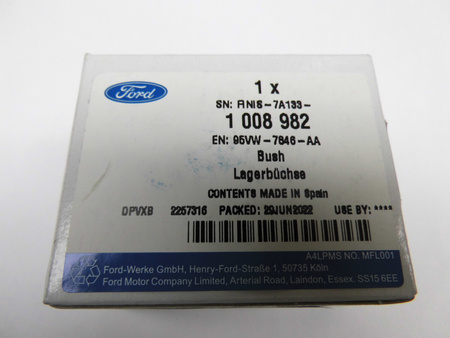 Ford
1 x
SN: FINIS-7A133-
1 008 982
EN: 95VW-7646-AA
Bush
Lagerbüchse
CONTENTS MADE IN Spain
OPVXB 2257316 PACKED: 29JUN2022 USE BY: ****
A4LPMS NO. MFL001
Ford-Werke GmbH, Henry-Ford-Straße 1, 50735 Köln
Ford Motor Company Limited, Arterial Road, Laindon, Essex. SS15 6EE